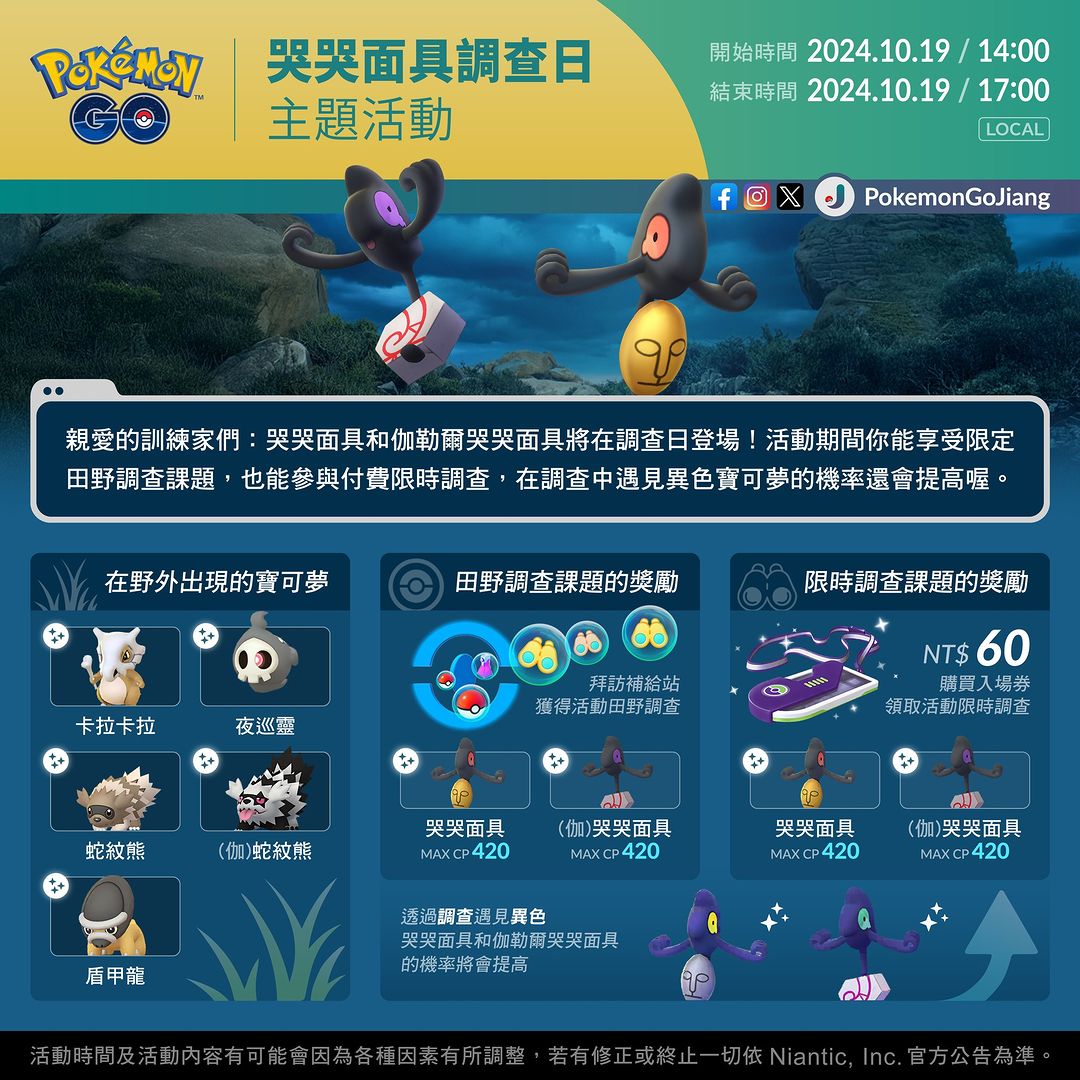 POKÉMON
GO
TM
哭哭面具調查日
主題活動
開始時間 2024.10.19 / 14:00
結束時間 2024.10.19 / 17:00
LOCAL
PokemonGoJiang
親愛的訓練家們：哭哭面具和伽勒爾哭哭面具將在調查日登場！活動期間你能享受限定
田野調查課題，也能參與付費限時調查，在調查中遇見異色寶可夢的機率還會提高喔。
在野外出現的寶可夢
卡拉卡拉
夜巡靈
蛇紋熊
(伽)蛇紋熊
盾甲龍
田野調查課題的獎勵
拜訪補給站
獲得活動田野調查
哭哭面具
MAX CP 420
(伽)哭哭面具
MAX CP 420
限時調查課題的獎勵
NT$ 60
購買入場券
領取活動限時調查
哭哭面具
MAX CP 420
(伽)哭哭面具
MAX CP 420
透過調查遇見異色
哭哭面具和伽勒爾哭哭面具
的機率將會提高
活動時間及活動內容有可能會因為各種因素有所調整，若有修正或終止一切依 Niantic, Inc. 官方公告為準。